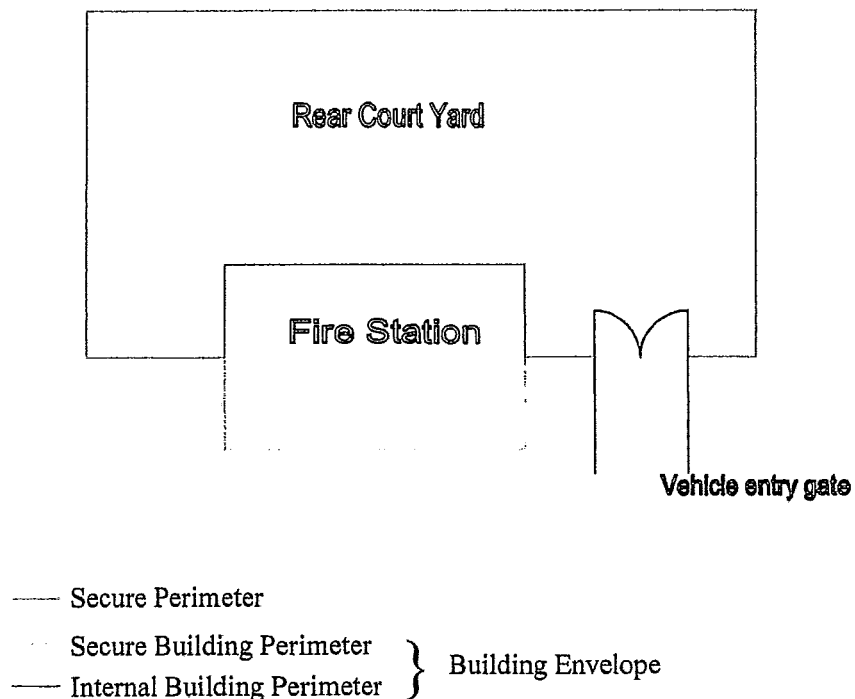 Rear Court Yard
Fire Station
Vehicle entry gate
Secure Perimeter
Secure Building Perimeter
Internal Building Perimeter
Building Envelope